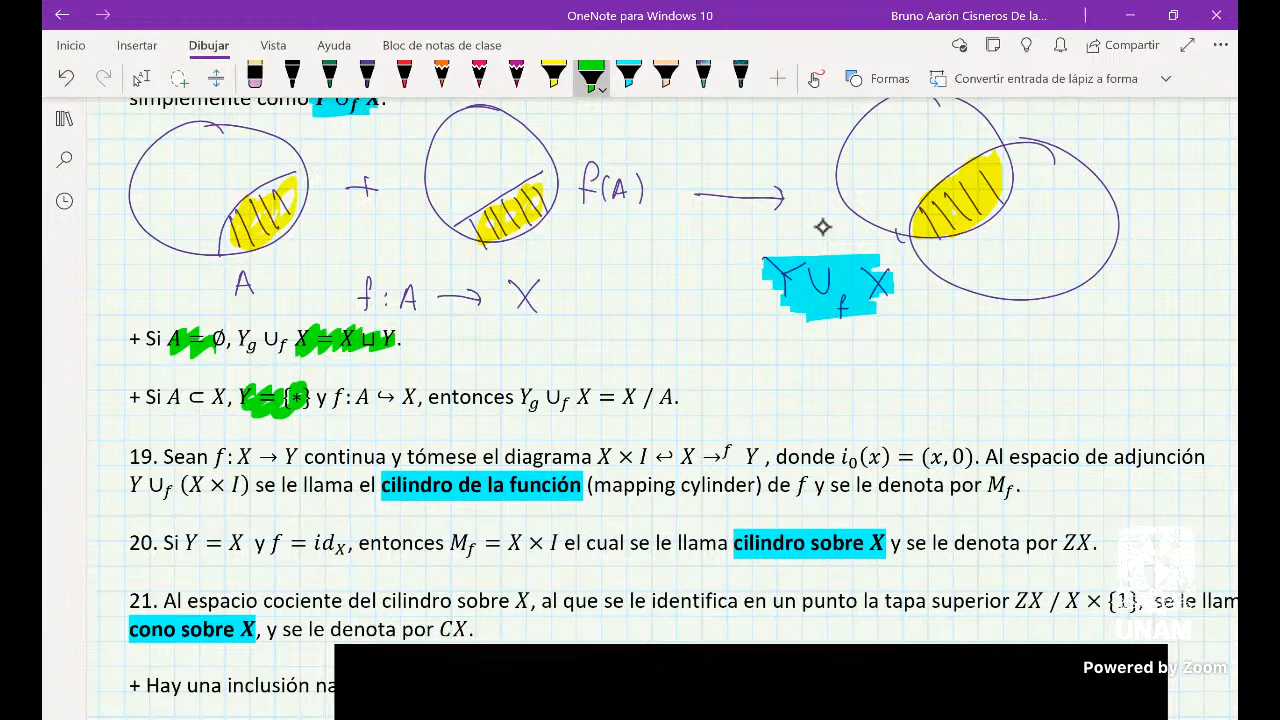 OneNote para Windows 10
Bruno Aarón Cisneros De la...
Inicio Insertar Dibujar Vista Ayuda Bloc de notas de clase Compartir
Formas Convertir entrada de lápiz a forma
simplemente como Y ∪f X.
+ f(A)
A f : A → X Y ∪f X
+ Si A = ∅, Yg ∪f X = X ⊔ Y.
+ Si A ⊂ X, Y = {*} y f: A ↪ X, entonces Yg ∪f X = X / A.
19. Sean f: X → Y continua y tómese el diagrama X × I ↩ X →f Y , donde i0(x) = (x, 0). Al espacio de adjunción
Y ∪f (X × I) se le llama el cilindro de la función (mapping cylinder) de f y se le denota por Mf.
20. Si Y = X y f = idX, entonces Mf = X × I el cual se le llama cilindro sobre X y se le denota por ZX.
21. Al espacio cociente del cilindro sobre X, al que se le identifica en un punto la tapa superior ZX / X × {1}, se le llam
cono sobre X, y se le denota por CX.
UNAM
Powered by Zoom
+ Hay una inclusión na